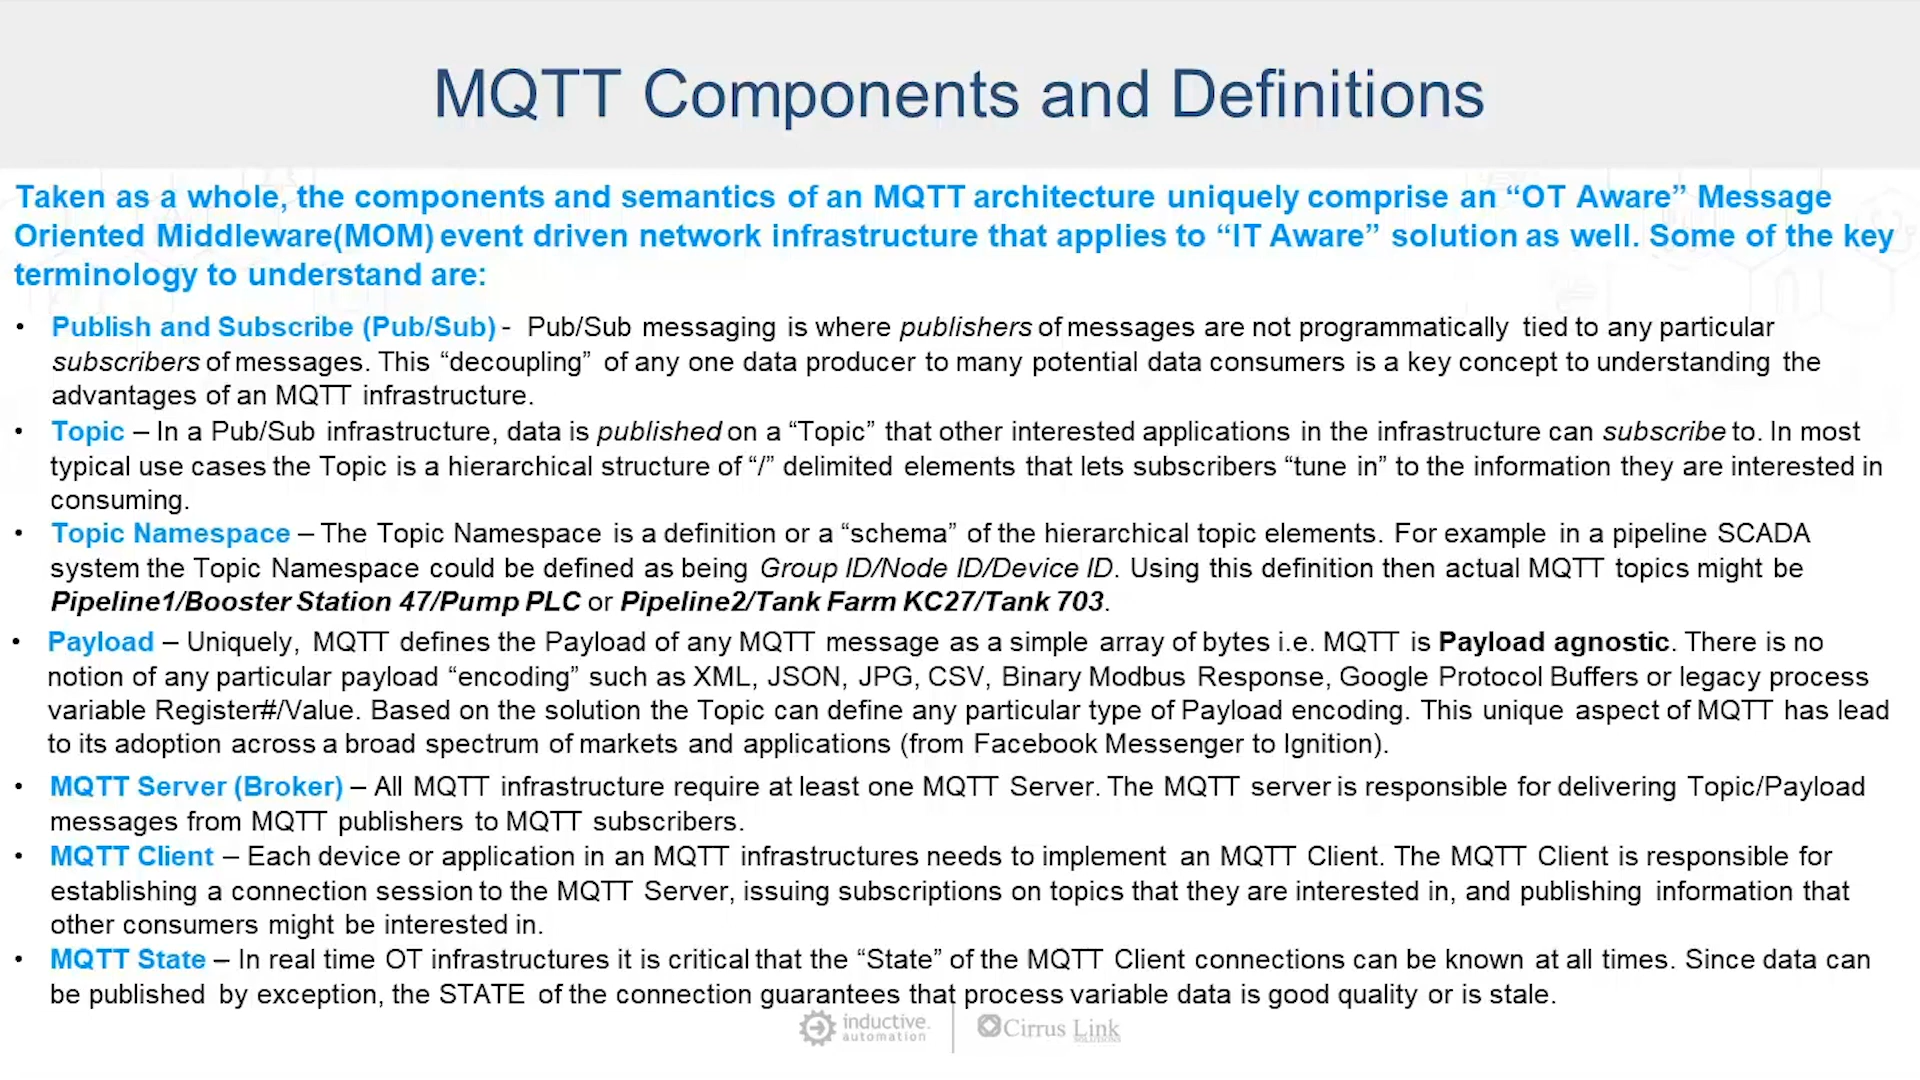 MQTT Components and Definitions
Taken as a whole, the components and semantics of an MQTT architecture uniquely comprise an “OT Aware” Message
Oriented Middleware(MOM) event driven network infrastructure that applies to “IT Aware” solution as well. Some of the key
terminology to understand are:
• Publish and Subscribe (Pub/Sub) - Pub/Sub messaging is where publishers of messages are not programmatically tied to any particular
subscribers of messages. This “decoupling” of any one data producer to many potential data consumers is a key concept to understanding the
advantages of an MQTT infrastructure.
• Topic – In a Pub/Sub infrastructure, data is published on a “Topic” that other interested applications in the infrastructure can subscribe to. In most
typical use cases the Topic is a hierarchical structure of “/” delimited elements that lets subscribers “tune in” to the information they are interested in
consuming.
• Topic Namespace – The Topic Namespace is a definition or a “schema” of the hierarchical topic elements. For example in a pipeline SCADA
system the Topic Namespace could be defined as being Group ID/Node ID/Device ID. Using this definition then actual MQTT topics might be
Pipeline1/Booster Station 47/Pump PLC or Pipeline2/Tank Farm KC27/Tank 703.
• Payload – Uniquely, MQTT defines the Payload of any MQTT message as a simple array of bytes i.e. MQTT is Payload agnostic. There is no
notion of any particular payload “encoding” such as XML, JSON, JPG, CSV, Binary Modbus Response, Google Protocol Buffers or legacy process
variable Register#/Value. Based on the solution the Topic can define any particular type of Payload encoding. This unique aspect of MQTT has lead
to its adoption across a broad spectrum of markets and applications (from Facebook Messenger to Ignition).
• MQTT Server (Broker) – All MQTT infrastructure require at least one MQTT Server. The MQTT server is responsible for delivering Topic/Payload
messages from MQTT publishers to MQTT subscribers.
• MQTT Client – Each device or application in an MQTT infrastructures needs to implement an MQTT Client. The MQTT Client is responsible for
establishing a connection session to the MQTT Server, issuing subscriptions on topics that they are interested in, and publishing information that
other consumers might be interested in.
• MQTT State – In real time OT infrastructures it is critical that the “State” of the MQTT Client connections can be known at all times. Since data can
be published by exception, the STATE of the connection guarantees that process variable data is good quality or is stale.
inductive
automation
Cirrus Link
SOLUTIONS